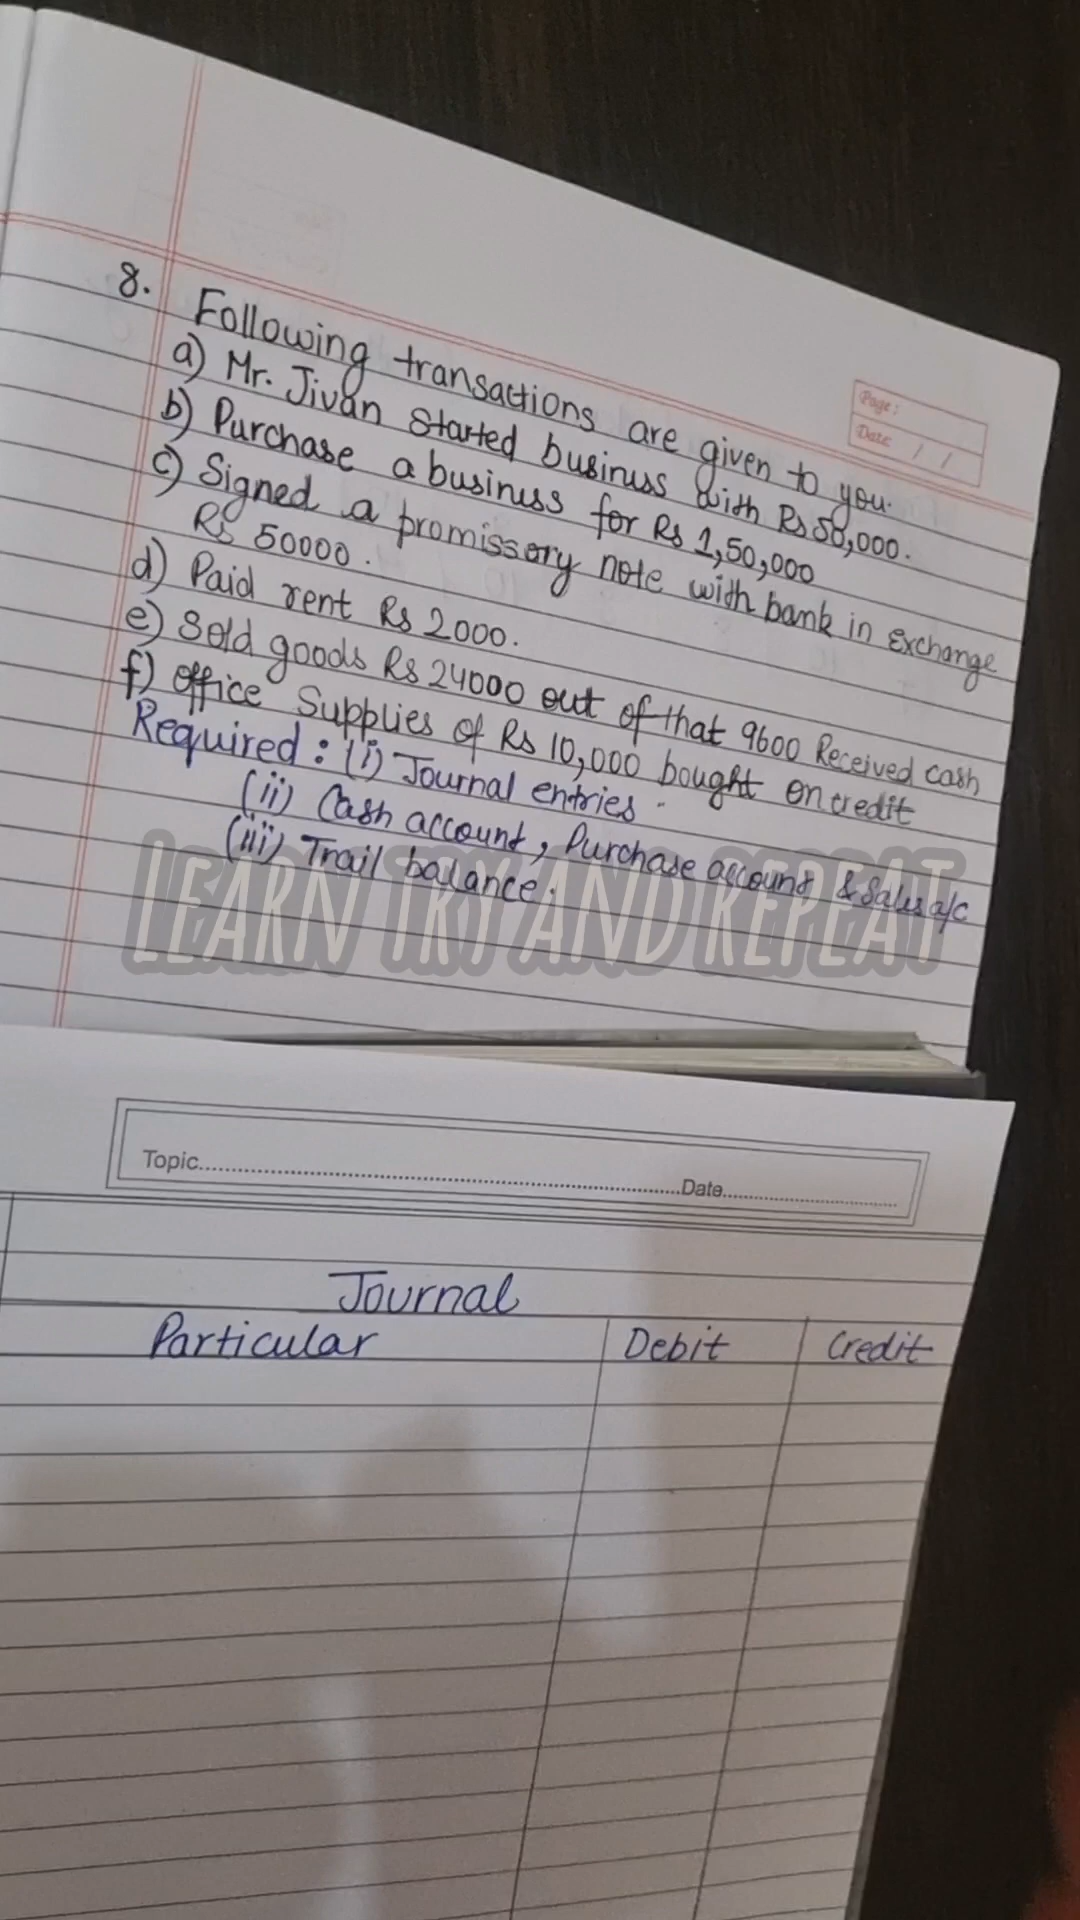 8. Following transactions are given to you.
a) Mr. Jivan Started business with Rs 50,000.
b) Purchase a business for Rs 1,50,000
c) Signed a promissory note with bank in exchange
Rs 50000.
d) Paid rent Rs 2000.
e) Sold goods Rs 24000 out of that 9600 Received cash
f) office Supplies of Rs 10,000 bought on credit
Required : (i) Journal entries.
(ii) Cash account, Purchase account & Sales a/c
(iii) Trail balance.
Page:
Date / /
LEARN TRY AND REPEAT
Topic Date
Journal
Particular Debit Credit